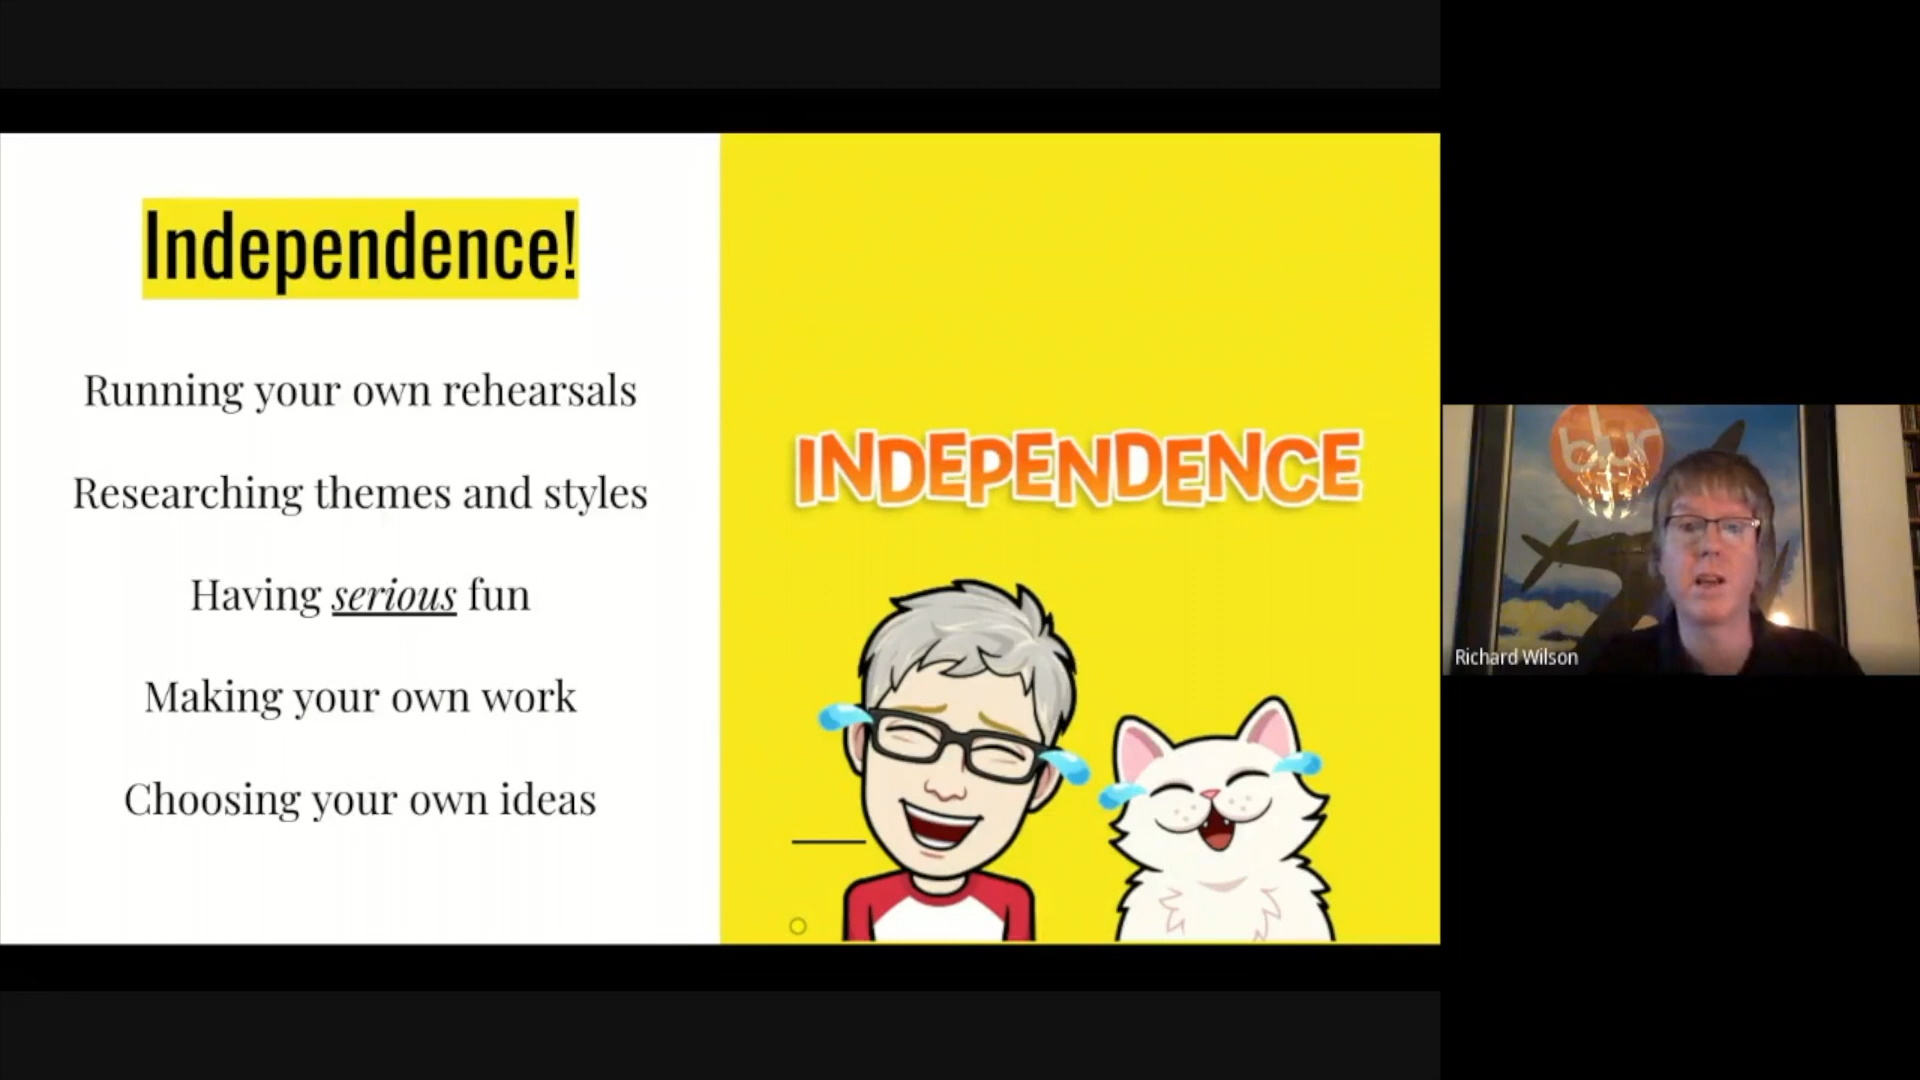 Independence!
Running your own rehearsals
Researching themes and styles
Having serious fun
Making your own work
Choosing your own ideas
INDEPENDENCE
blur
Richard Wilson